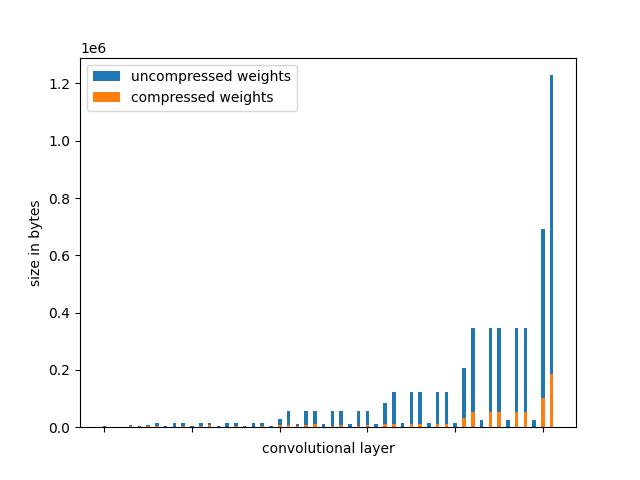 1e6
uncompressed weights
compressed weights
1.2
1.0
0.8
0.6
0.4
0.2
0.0
size in bytes
convolutional layer